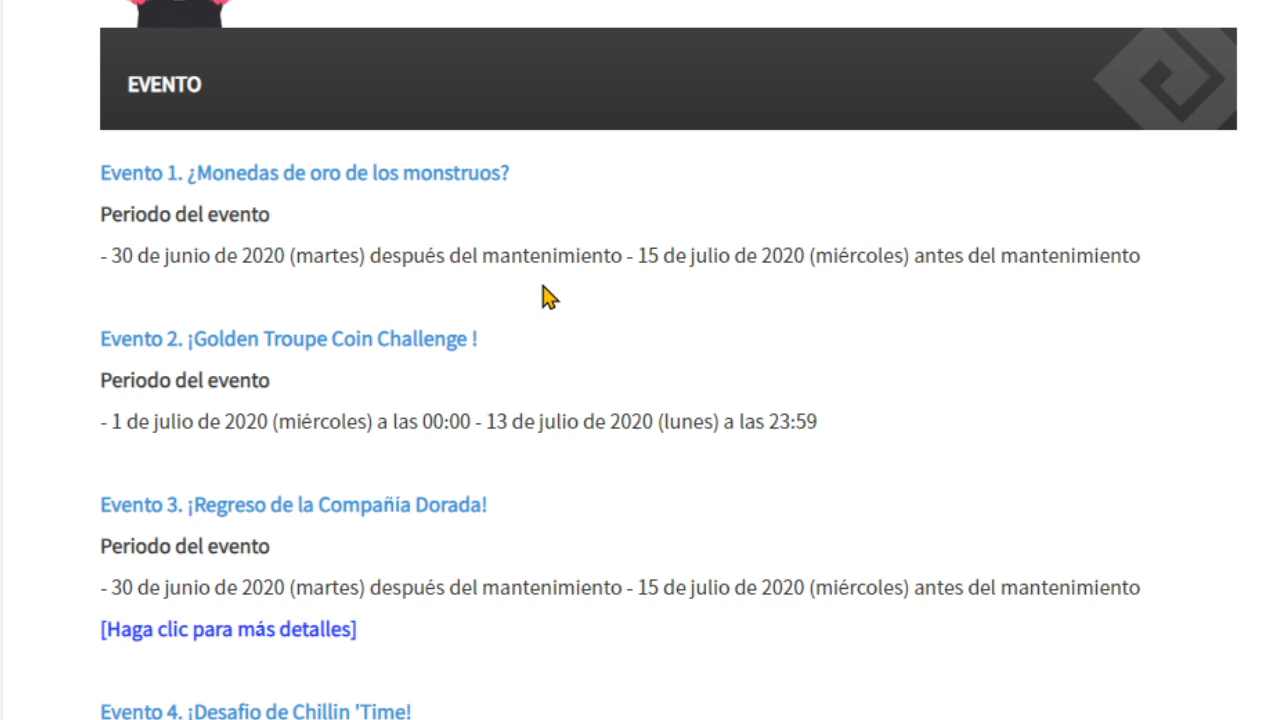 EVENTO
Evento 1. ¿Monedas de oro de los monstruos?
Periodo del evento
- 30 de junio de 2020 (martes) después del mantenimiento - 15 de julio de 2020 (miércoles) antes del mantenimiento
Evento 2. ¡Golden Troupe Coin Challenge !
Periodo del evento
- 1 de julio de 2020 (miércoles) a las 00:00 - 13 de julio de 2020 (lunes) a las 23:59
Evento 3. ¡Regreso de la Compañía Dorada!
Periodo del evento
- 30 de junio de 2020 (martes) después del mantenimiento - 15 de julio de 2020 (miércoles) antes del mantenimiento
[Haga clic para más detalles]
Evento 4. ¡Desafio de Chillin 'Time!